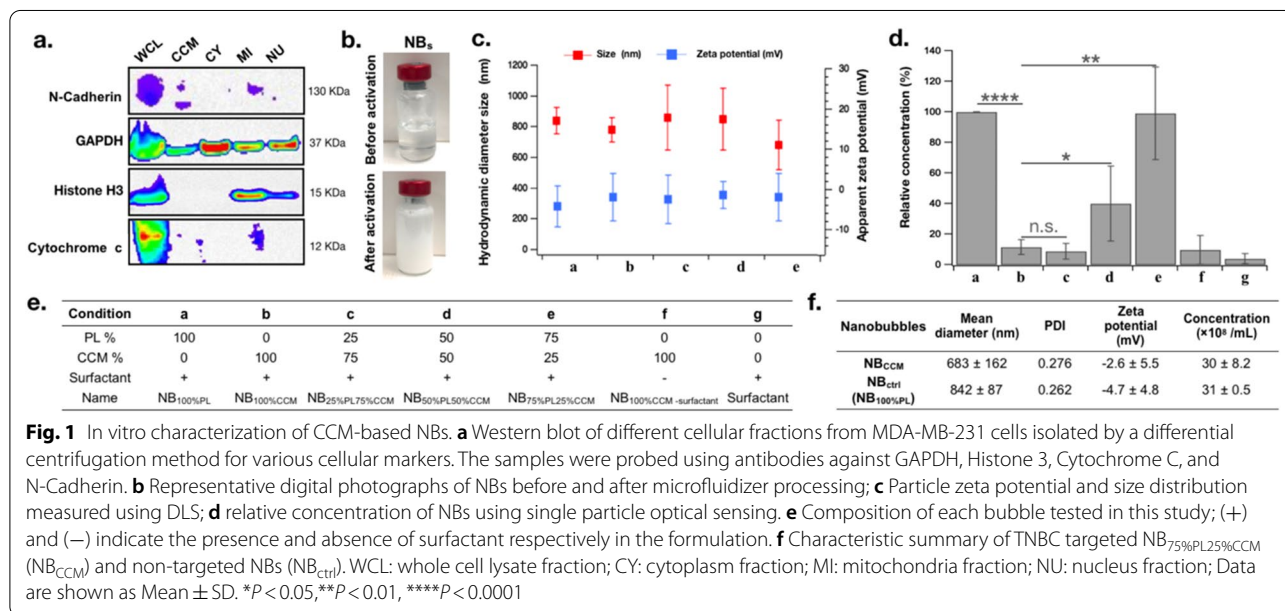 a.
WCL CCM CY MI NU
N-Cadherin 130 KDa
GAPDH 37 KDa
Histone H3 15 KDa
Cytochrome c 12 KDa
b.
NBs
Before activation
After activation
c.
Size (nm) Zeta potential (mV)
Hydrodynamic diameter size (nm)
1200
1000
800
600
400
200
0
Apparent zeta potential (mV)
30
20
10
0
-10
a b c d e
d.
Relative concentration (%)
140
120
100
80
60
40
20
0
****
**
*
n.s.
a b c d e f g
e.
Condition a b c d e f g
PL % 100 0 25 50 75 0 0
CCM % 0 100 75 50 25 100 0
Surfactant + + + + + - +
Name NB100%PL NB100%CCM NB25%PL75%CCM NB50%PL50%CCM NB75%PL25%CCM NB100%CCM -surfactant Surfactant
f.
Nanobubbles Mean diameter (nm) PDI Zeta potential (mV) Concentration (×10⁸ /mL)
NBCCM 683 ± 162 0.276 -2.6 ± 5.5 30 ± 8.2
NBctrl (NB100%PL) 842 ± 87 0.262 -4.7 ± 4.8 31 ± 0.5
Fig. 1 In vitro characterization of CCM-based NBs. a Western blot of different cellular fractions from MDA-MB-231 cells isolated by a differential
centrifugation method for various cellular markers. The samples were probed using antibodies against GAPDH, Histone 3, Cytochrome C, and
N-Cadherin. b Representative digital photographs of NBs before and after microfluidizer processing; c Particle zeta potential and size distribution
measured using DLS; d relative concentration of NBs using single particle optical sensing. e Composition of each bubble tested in this study; (+)
and (−) indicate the presence and absence of surfactant respectively in the formulation. f Characteristic summary of TNBC targeted NB75%PL25%CCM
(NBCCM) and non-targeted NBs (NBctrl). WCL: whole cell lysate fraction; CY: cytoplasm fraction; MI: mitochondria fraction; NU: nucleus fraction; Data
are shown as Mean ± SD. *P < 0.05,**P < 0.01, ****P < 0.0001